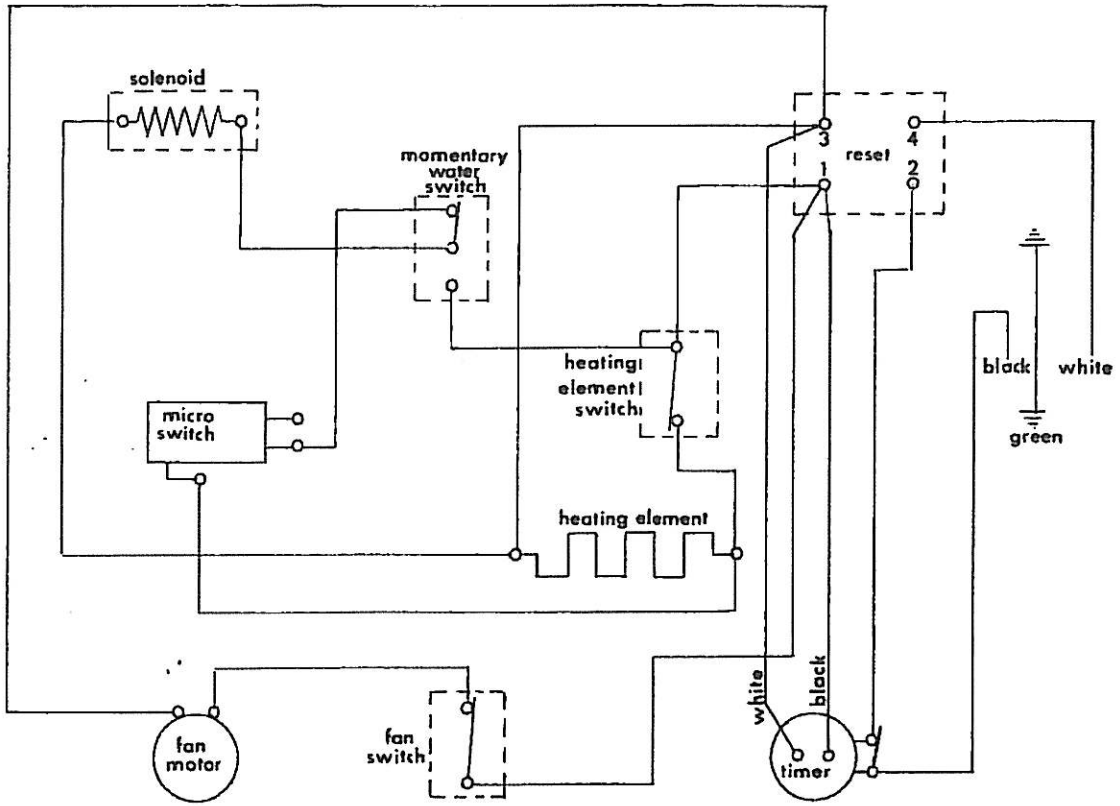 solenoid
momentary
water
switch
3
4
reset
1
2
heating
element
switch
black
white
green
micro
switch
heating element
white
black
fan
motor
fan
switch
timer